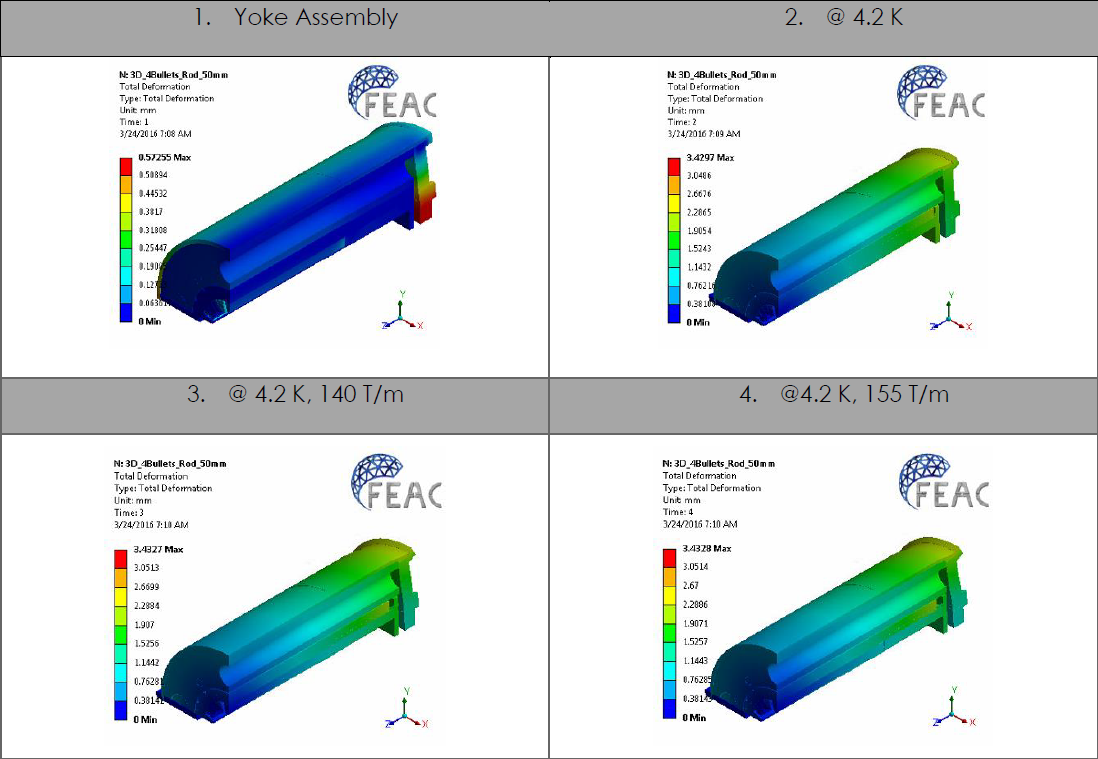 1. Yoke Assembly
2. @ 4.2 K
N: 3D_4Bullets_Rod_50mm
Total Deformation
Type: Total Deformation
Unit: mm
Time: 1
3/24/2016 7:08 AM
FEAC
0.57255 Max
0.50894
0.44532
0.3817
0.31808
0.25447
0 Min
Y
Z
X
N: 3D_4Bullets_Rod_50mm
Total Deformation
Type: Total Deformation
Unit: mm
Time: 2
3/24/2016 7:09 AM
FEAC
3.4297 Max
3.0486
2.6676
2.2865
1.9054
1.5243
1.1432
0.76216
0.38108
0 Min
Y
Z
X
3. @ 4.2 K, 140 T/m
4. @4.2 K, 155 T/m
N: 3D_4Bullets_Rod_50mm
Total Deformation
Type: Total Deformation
Unit: mm
Time: 3
3/24/2016 7:10 AM
FEAC
3.4327 Max
3.0513
2.6699
2.2884
1.907
1.5256
1.1442
0.76281
0.38141
0 Min
Y
Z
X
N: 3D_4Bullets_Rod_50mm
Total Deformation
Type: Total Deformation
Unit: mm
Time: 4
3/24/2016 7:10 AM
FEAC
3.4328 Max
3.0514
2.67
2.2886
1.9071
1.5257
1.1443
0.76285
0.38143
0 Min
Y
Z
X